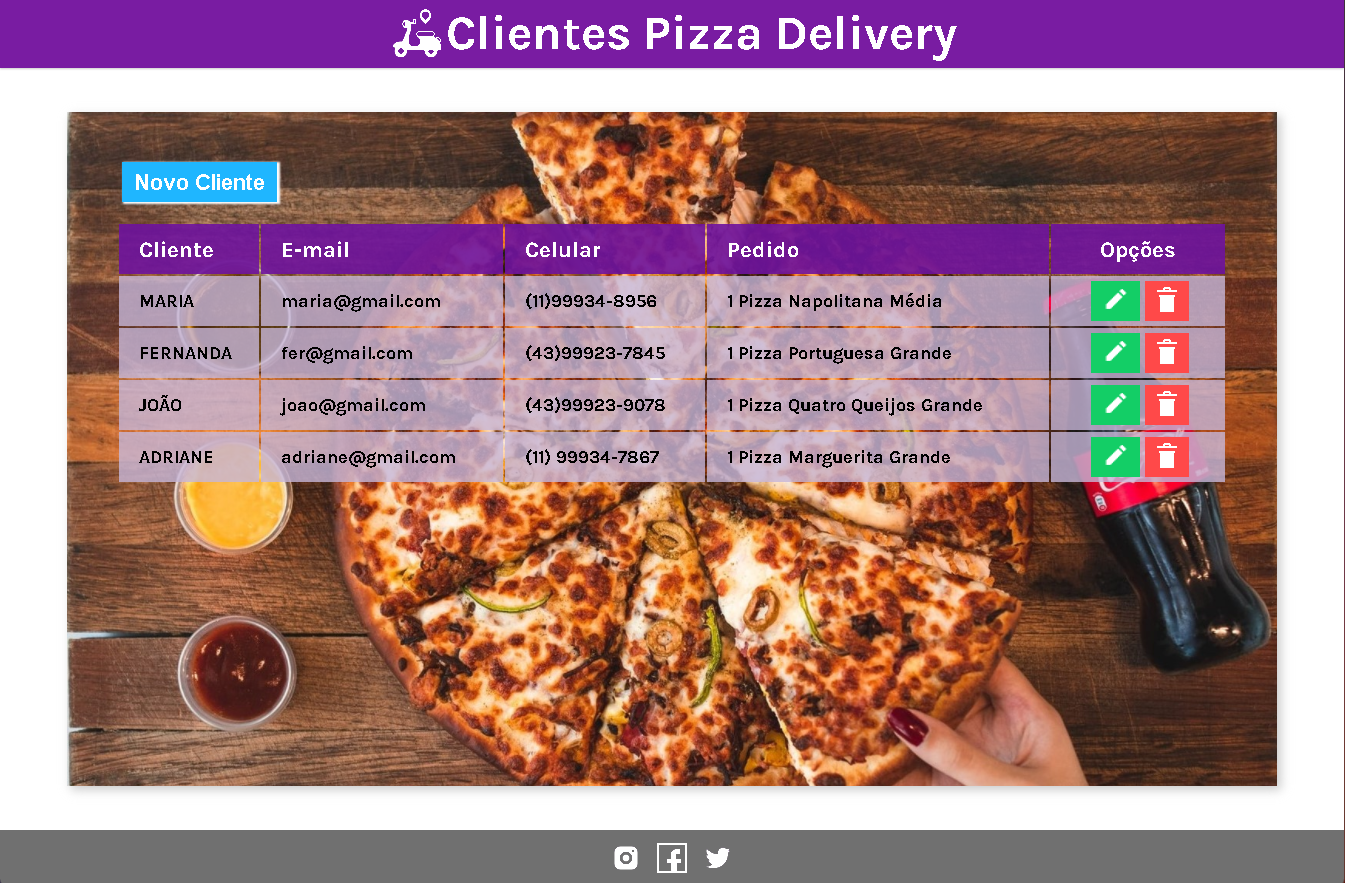 Clientes Pizza Delivery
Novo Cliente
Cliente E-mail Celular Pedido Opções
MARIA maria@gmail.com (11)99934-8956 1 Pizza Napolitana Média
FERNANDA fer@gmail.com (43)99923-7845 1 Pizza Portuguesa Grande
JOÃO joao@gmail.com (43)99923-9078 1 Pizza Quatro Queijos Grande
ADRIANE adriane@gmail.com (11) 99934-7867 1 Pizza Marguerita Grande